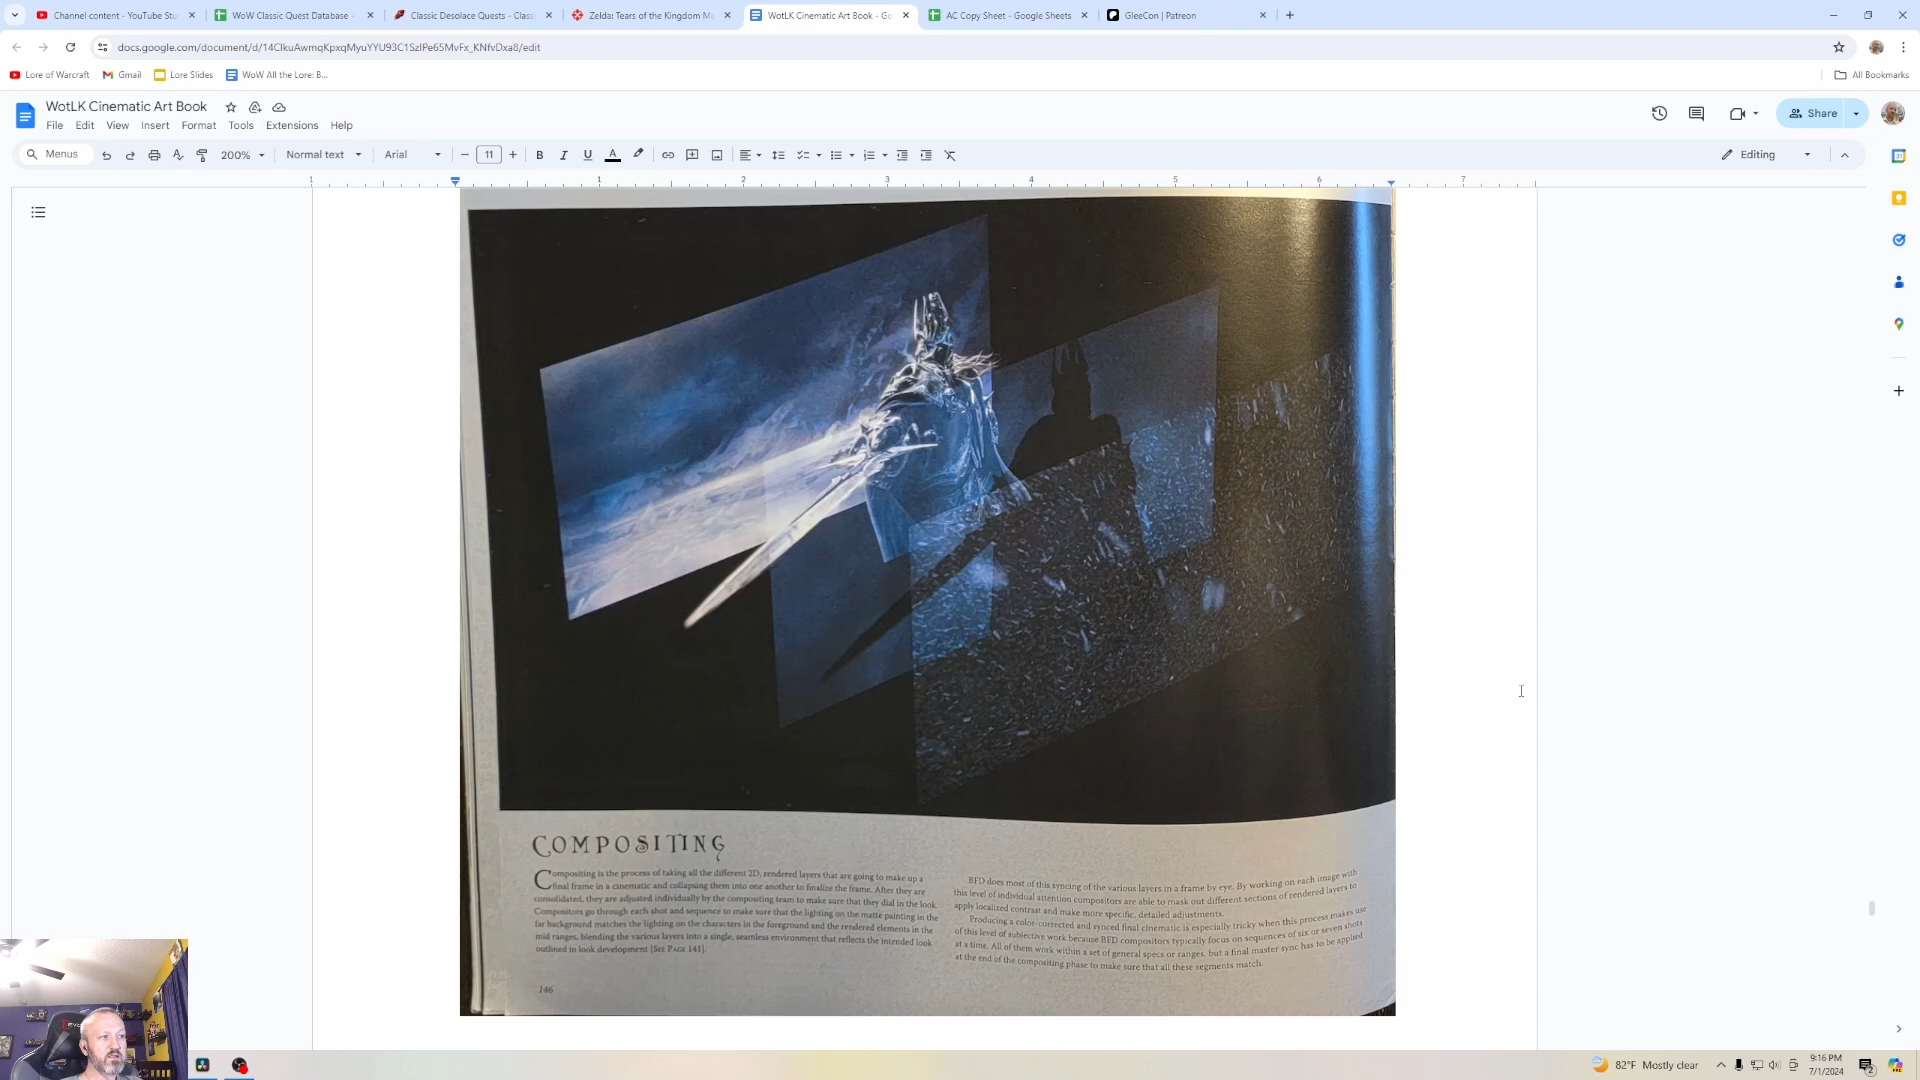 Channel content - YouTube Stu
WoW Classic Quest Database -
Classic Desolace Quests - Class
Zelda: Tears of the Kingdom Ma
WotLK Cinematic Art Book - Go
AC Copy Sheet - Google Sheets
GleeCon | Patreon
docs.google.com/document/d/14ClkuAwmqKpxqMyuYYU93C1SzlPe65MvFx_KNfvDxa8/edit
Lore of Warcraft
Gmail
Lore Slides
WoW All the Lore: B...
All Bookmarks
WotLK Cinematic Art Book
File Edit View Insert Format Tools Extensions Help
Share
Menus
200%
Normal text
Arial
11
B I U A
Editing
1 1 2 3 4 5 6 7
COMPOSITING
Compositing is the process of taking all the different 2D, rendered layers that are going to make up a
final frame in a cinematic and collapsing them into one another to finalize the frame. After they are
consolidated, they are adjusted individually by the compositing team to make sure that they dial in the look.
Compositors go through each shot and sequence to make sure that the lighting on the matte painting in the
far background matches the lighting on the characters in the foreground and the rendered elements in the
mid ranges, blending the various layers into a single, seamless environment that reflects the intended look
outlined in look development [SEE PAGE 141].
BFD does most of this syncing of the various layers in a frame by eye. By working on each image with
this level of individual attention compositors are able to mask out different sections of rendered layers to
apply localized contrast and make more specific, detailed adjustments.
Producing a color-corrected and synced final cinematic is especially tricky when this process makes use
of this level of subjective work because BFD compositors typically focus on sequences of six or seven shots
at a time. All of them work within a set of general specs or ranges, but a final master sync has to be applied
at the end of the compositing phase to make sure that all these segments match.
146
82°F Mostly clear
9:16 PM
7/1/2024
2